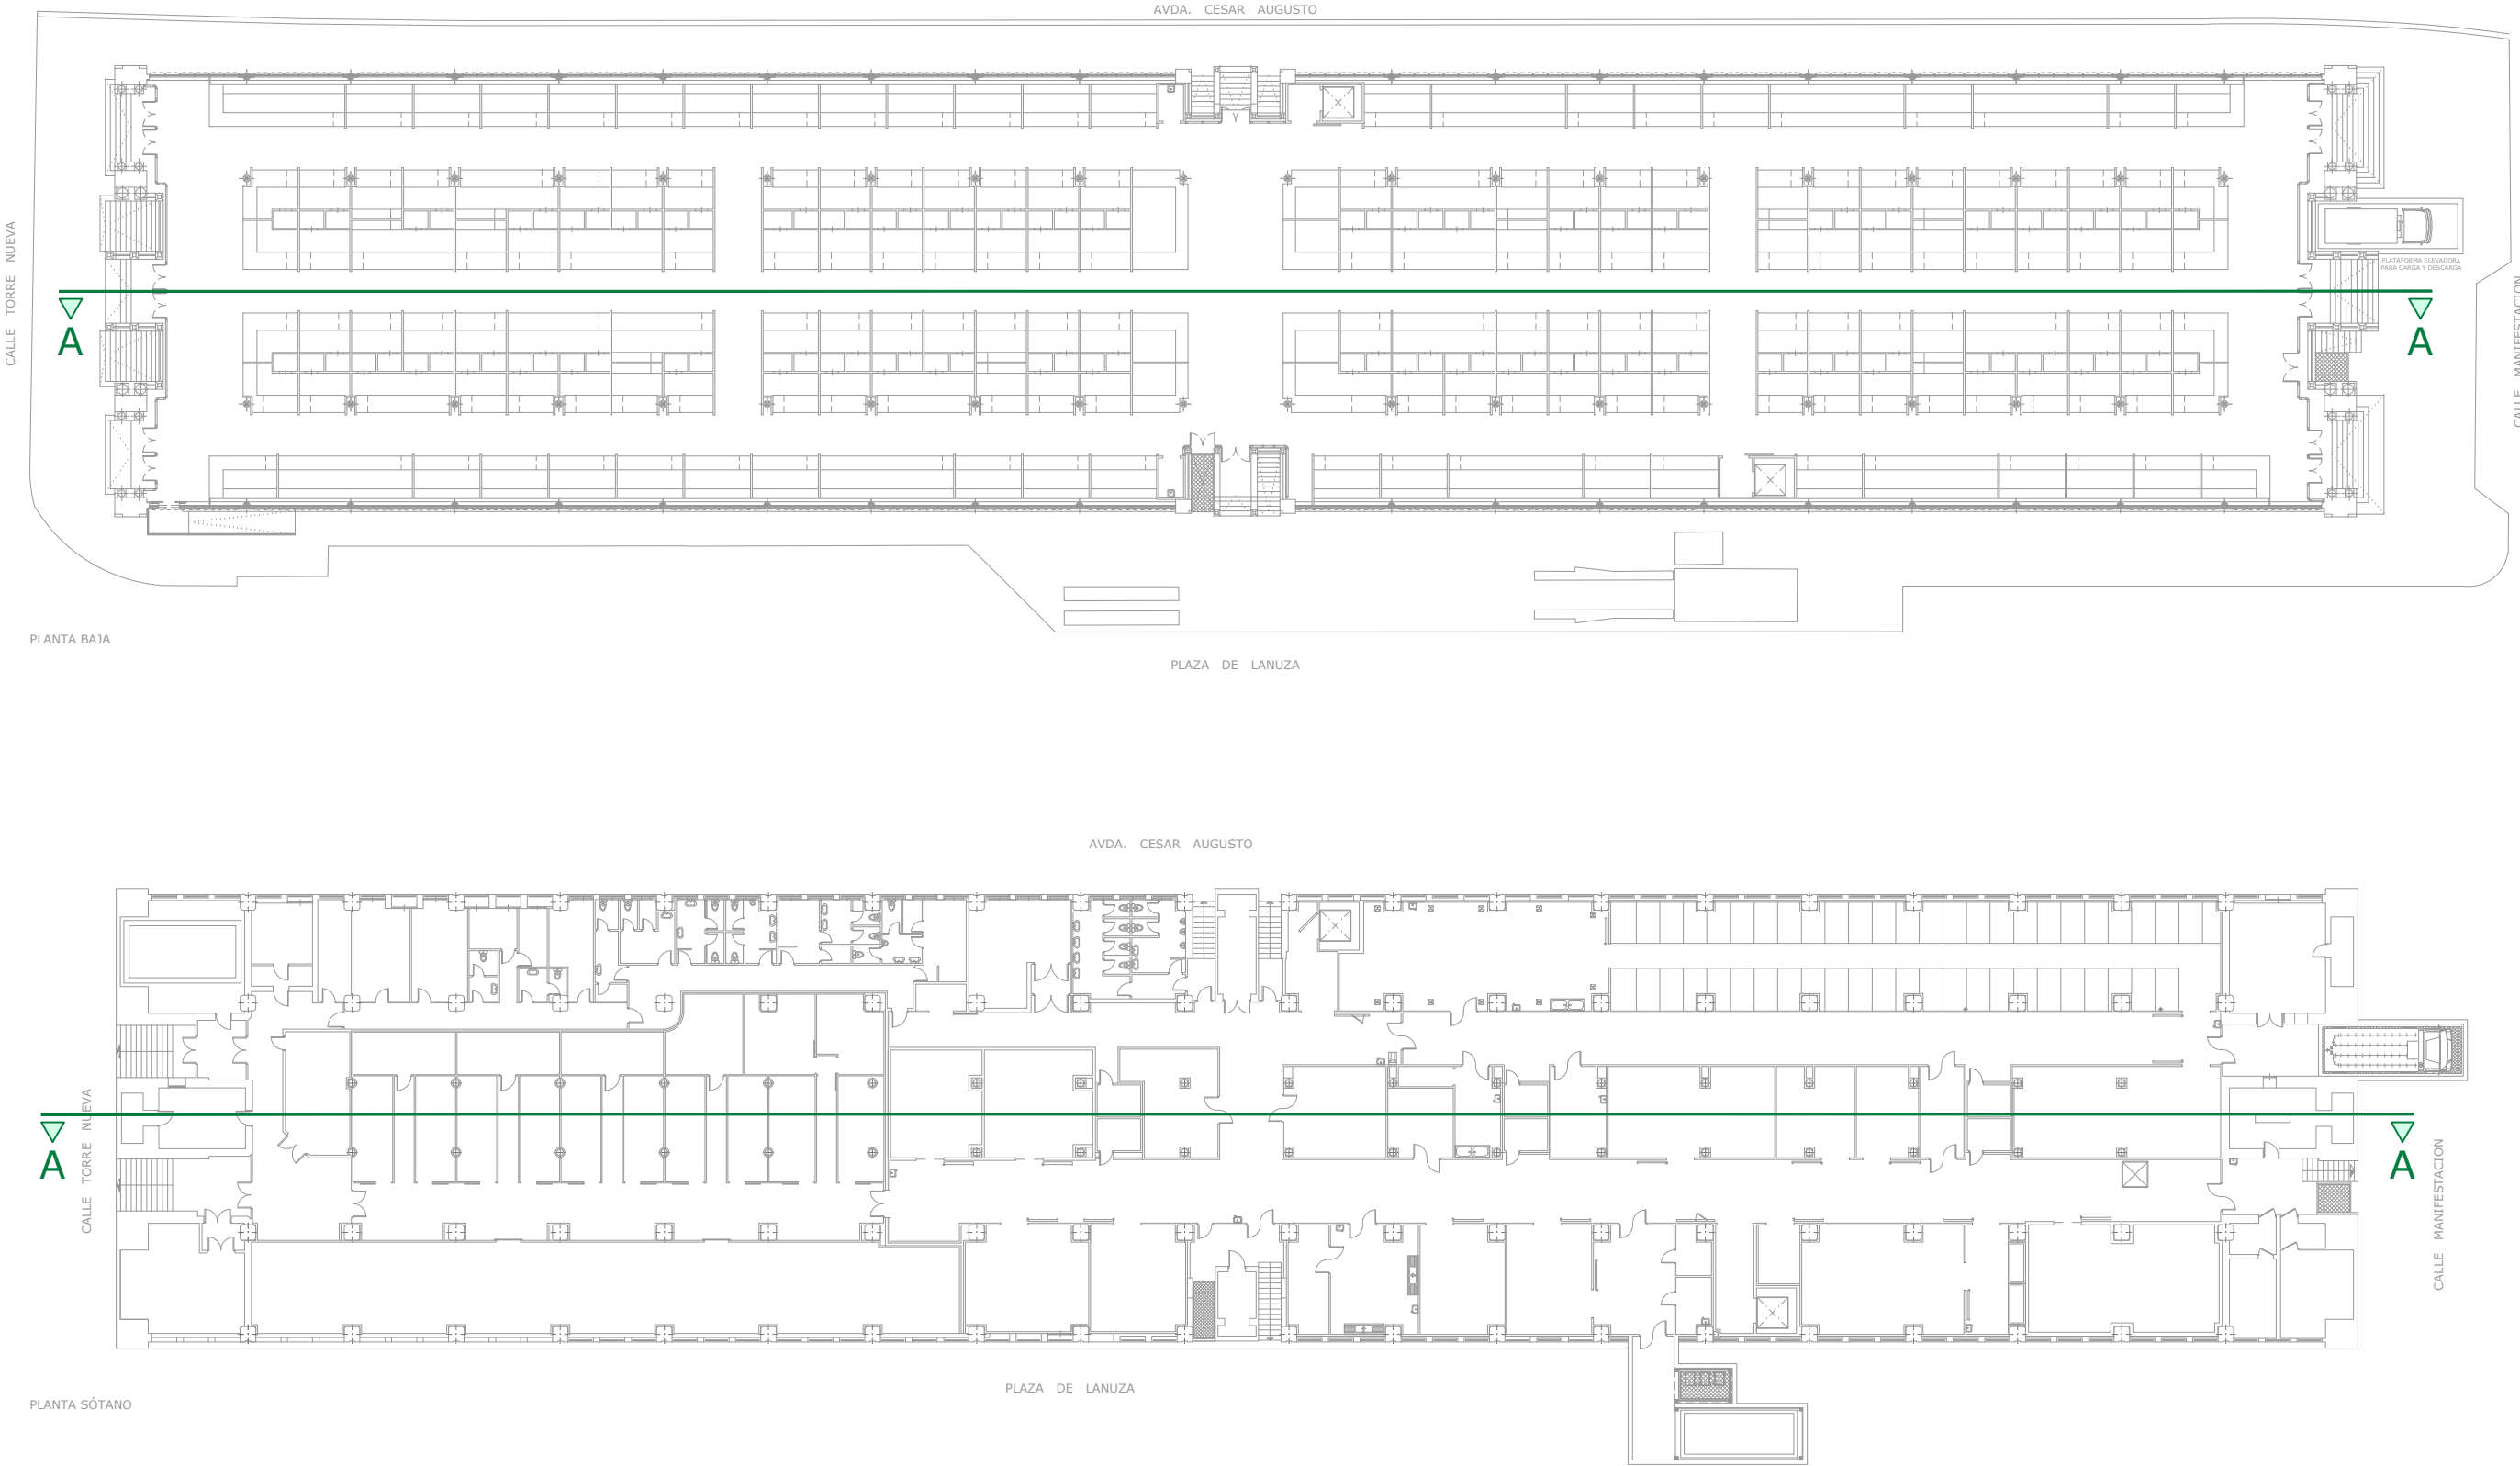 AVDA. CESAR AUGUSTO
CALLE TORRE NUEVA
PLATAFORMA ELEVADORA
PARA CARGA Y DESCARGA
CALLE MANIFESTACION
A
A
PLANTA BAJA
PLAZA DE LANUZA
AVDA. CESAR AUGUSTO
CALLE TORRE NUEVA
A
A
CALLE MANIFESTACION
PLAZA DE LANUZA
PLANTA SÓTANO